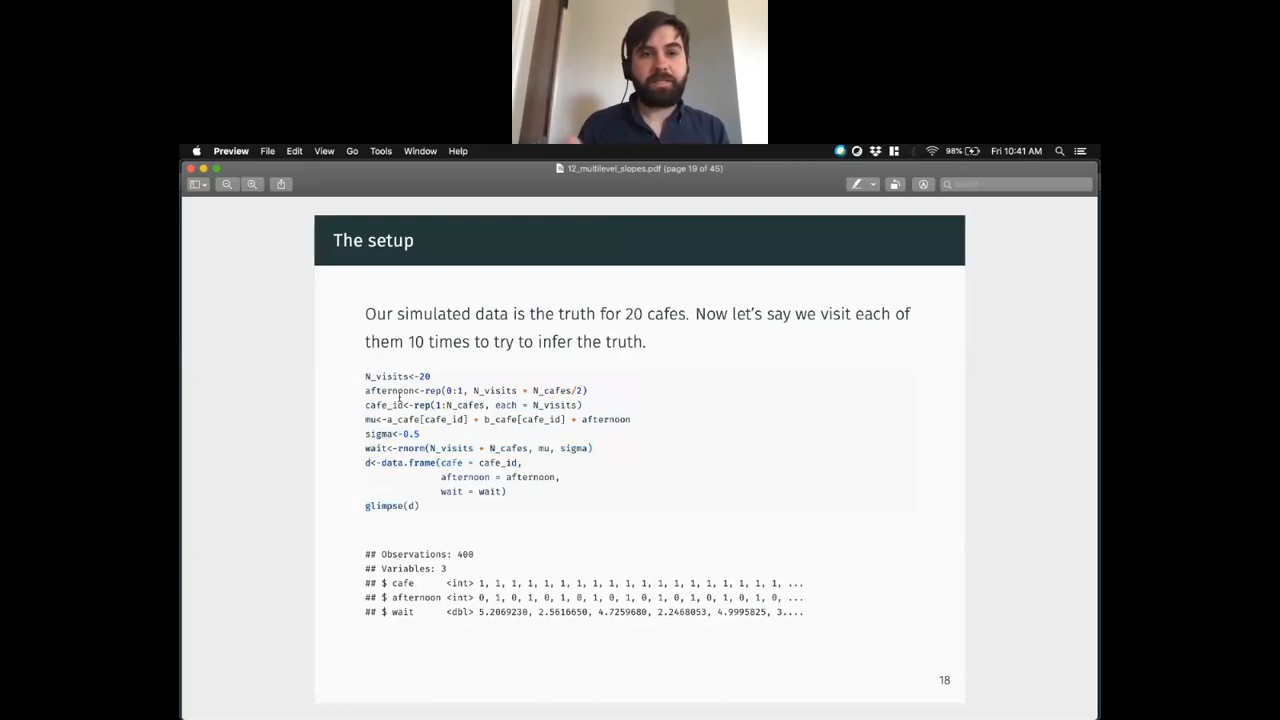 Preview File Edit View Go Tools Window Help 98% Fri 10:41 AM
12_multilevel_slopes.pdf (page 19 of 45)
Search
The setup
Our simulated data is the truth for 20 cafes. Now let's say we visit each of
them 10 times to try to infer the truth.
N_visits<-20
afternoon<-rep(0:1, N_visits * N_cafes/2)
cafe_id<-rep(1:N_cafes, each = N_visits)
mu<-a_cafe[cafe_id] + b_cafe[cafe_id] * afternoon
sigma<-0.5
wait<-rnorm(N_visits * N_cafes, mu, sigma)
d<-data.frame(cafe = cafe_id,
afternoon = afternoon,
wait = wait)
glimpse(d)
## Observations: 400
## Variables: 3
## $ cafe <int> 1, 1, 1, 1, 1, 1, 1, 1, 1, 1, 1, 1, 1, 1, 1, 1, 1, 1, 1, ...
## $ afternoon <int> 0, 1, 0, 1, 0, 1, 0, 1, 0, 1, 0, 1, 0, 1, 0, 1, 0, 1, 0, ...
## $ wait <dbl> 5.2069230, 2.5616650, 4.7259680, 2.2468053, 4.9995825, 3....
18